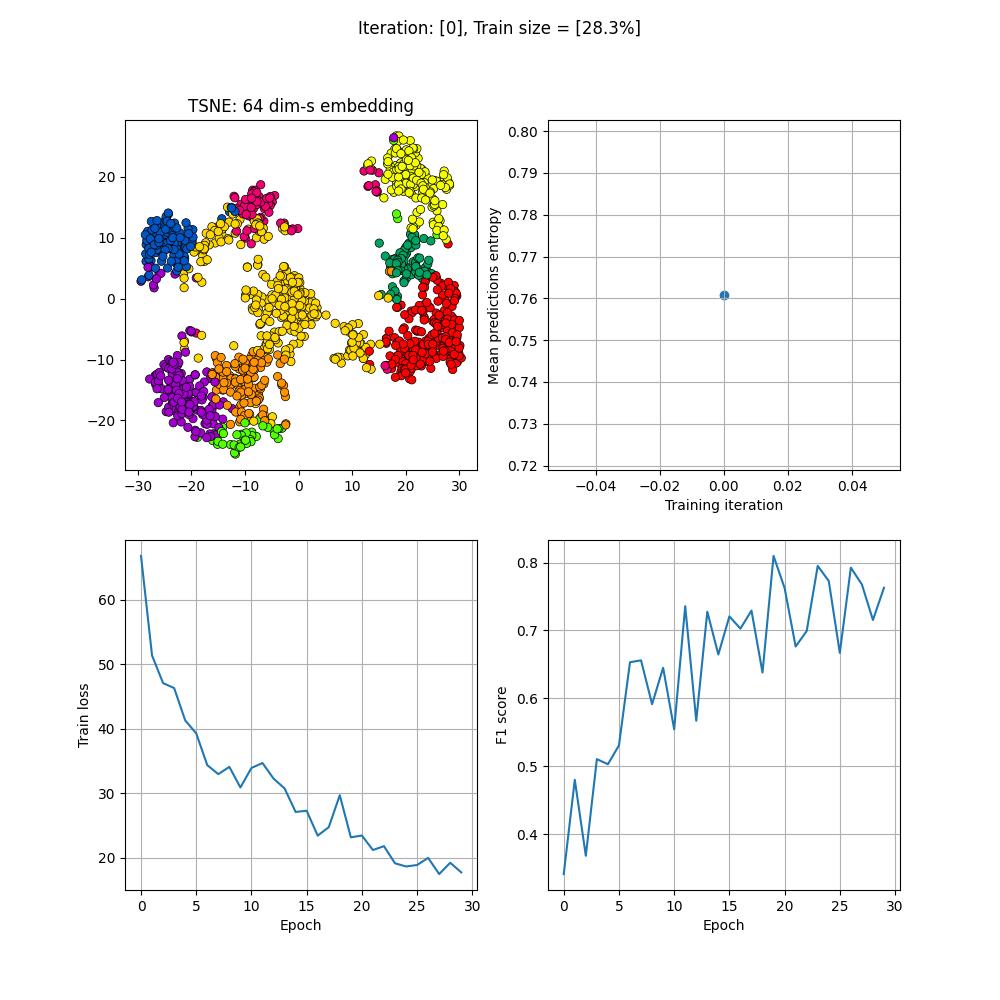 Iteration: [0], Train size = [28.3%]
TSNE: 64 dim-s embedding
20
10
0
−10
−20
−30 −20 −10 0 10 20 30
Mean predictions entropy
0.80
0.79
0.78
0.77
0.76
0.75
0.74
0.73
0.72
−0.04 −0.02 0.00 0.02 0.04
Training iteration
Train loss
60
50
40
30
20
0 5 10 15 20 25 30
Epoch
F1 score
0.8
0.7
0.6
0.5
0.4
0 5 10 15 20 25 30
Epoch